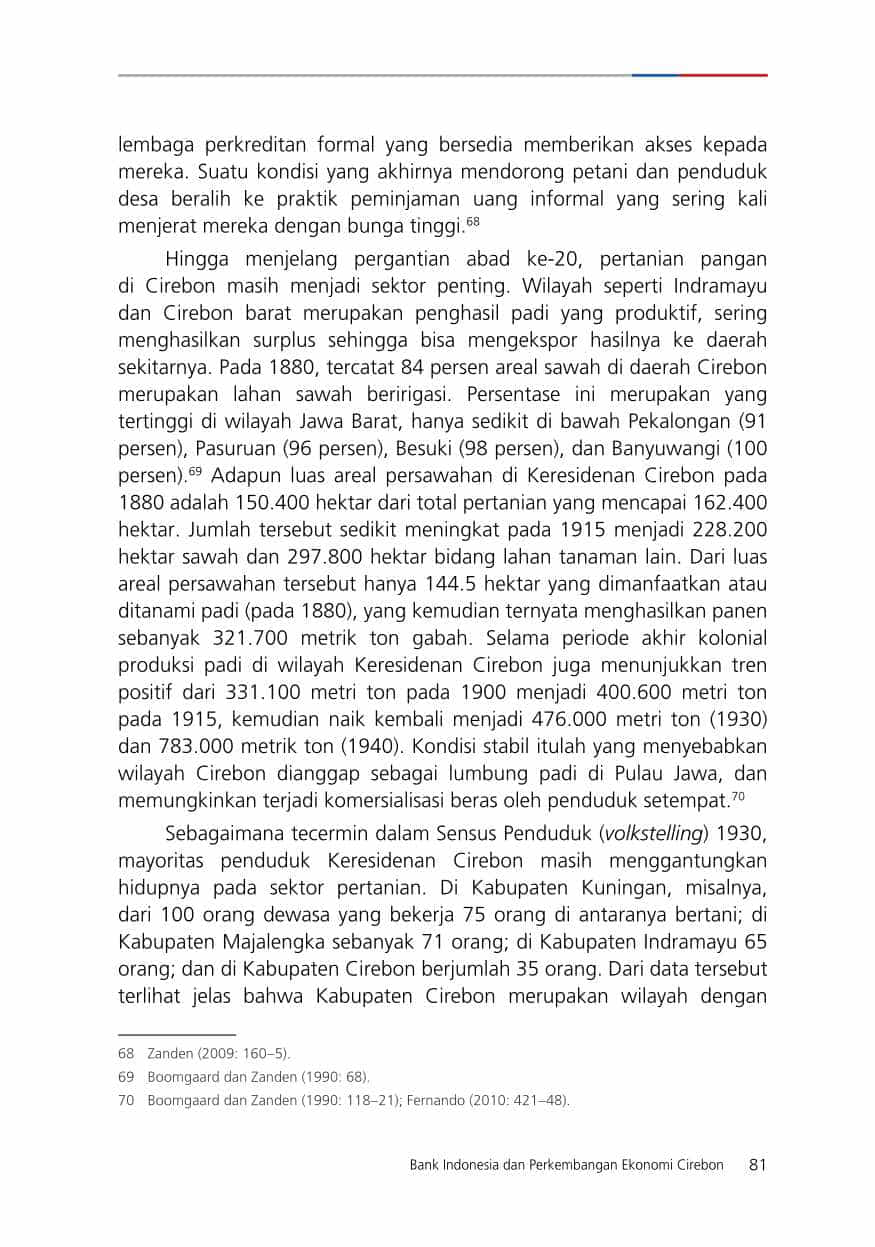 lembaga perkreditan formal yang bersedia memberikan akses kepada
mereka. Suatu kondisi yang akhirnya mendorong petani dan penduduk
desa beralih ke praktik peminjaman uang informal yang sering kali
menjerat mereka dengan bunga tinggi.68
Hingga menjelang pergantian abad ke-20, pertanian pangan
di Cirebon masih menjadi sektor penting. Wilayah seperti Indramayu
dan Cirebon barat merupakan penghasil padi yang produktif, sering
menghasilkan surplus sehingga bisa mengekspor hasilnya ke daerah
sekitarnya. Pada 1880, tercatat 84 persen areal sawah di daerah Cirebon
merupakan lahan sawah beririgasi. Persentase ini merupakan yang
tertinggi di wilayah Jawa Barat, hanya sedikit di bawah Pekalongan (91
persen), Pasuruan (96 persen), Besuki (98 persen), dan Banyuwangi (100
persen).69 Adapun luas areal persawahan di Keresidenan Cirebon pada
1880 adalah 150.400 hektar dari total pertanian yang mencapai 162.400
hektar. Jumlah tersebut sedikit meningkat pada 1915 menjadi 228.200
hektar sawah dan 297.800 hektar bidang lahan tanaman lain. Dari luas
areal persawahan tersebut hanya 144.5 hektar yang dimanfaatkan atau
ditanami padi (pada 1880), yang kemudian ternyata menghasilkan panen
sebanyak 321.700 metrik ton gabah. Selama periode akhir kolonial
produksi padi di wilayah Keresidenan Cirebon juga menunjukkan tren
positif dari 331.100 metri ton pada 1900 menjadi 400.600 metri ton
pada 1915, kemudian naik kembali menjadi 476.000 metri ton (1930)
dan 783.000 metrik ton (1940). Kondisi stabil itulah yang menyebabkan
wilayah Cirebon dianggap sebagai lumbung padi di Pulau Jawa, dan
memungkinkan terjadi komersialisasi beras oleh penduduk setempat.70
Sebagaimana tecermin dalam Sensus Penduduk (volkstelling) 1930,
mayoritas penduduk Keresidenan Cirebon masih menggantungkan
hidupnya pada sektor pertanian. Di Kabupaten Kuningan, misalnya,
dari 100 orang dewasa yang bekerja 75 orang di antaranya bertani; di
Kabupaten Majalengka sebanyak 71 orang; di Kabupaten Indramayu 65
orang; dan di Kabupaten Cirebon berjumlah 35 orang. Dari data tersebut
terlihat jelas bahwa Kabupaten Cirebon merupakan wilayah dengan
68 Zanden (2009: 160–5).
69 Boomgaard dan Zanden (1990: 68).
70 Boomgaard dan Zanden (1990: 118–21); Fernando (2010: 421–48).
Bank Indonesia dan Perkembangan Ekonomi Cirebon 81